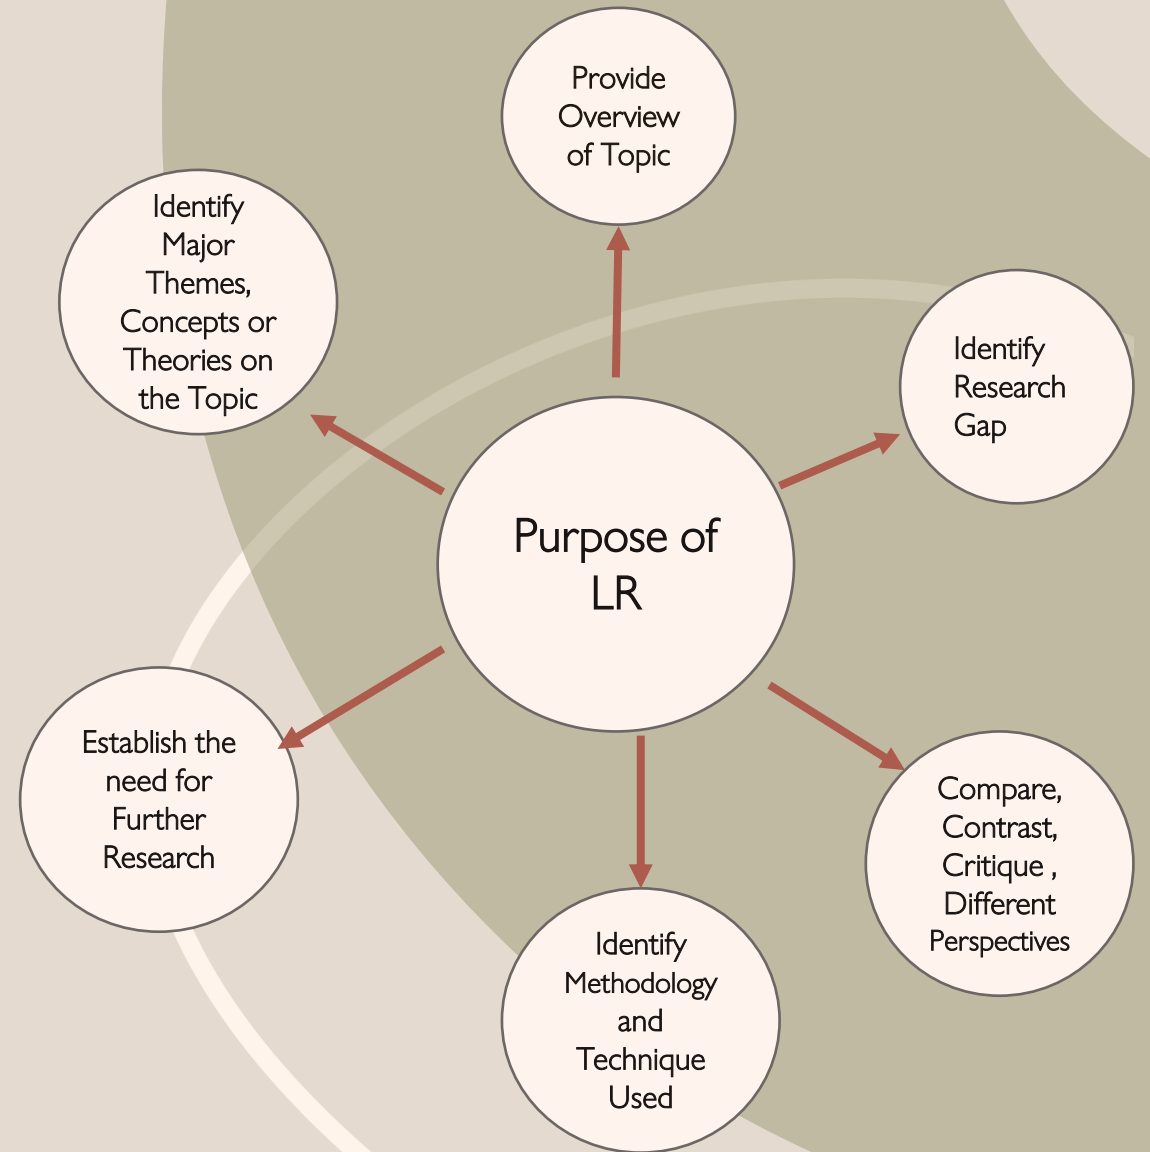 Provide
Overview
of Topic
Identify
Major
Themes,
Concepts or
Theories on
the Topic
Identify
Research
Gap
Purpose of
LR
Establish the
need for
Further
Research
Compare,
Contrast,
Critique ,
Different
Perspectives
Identify
Methodology
and
Technique
Used